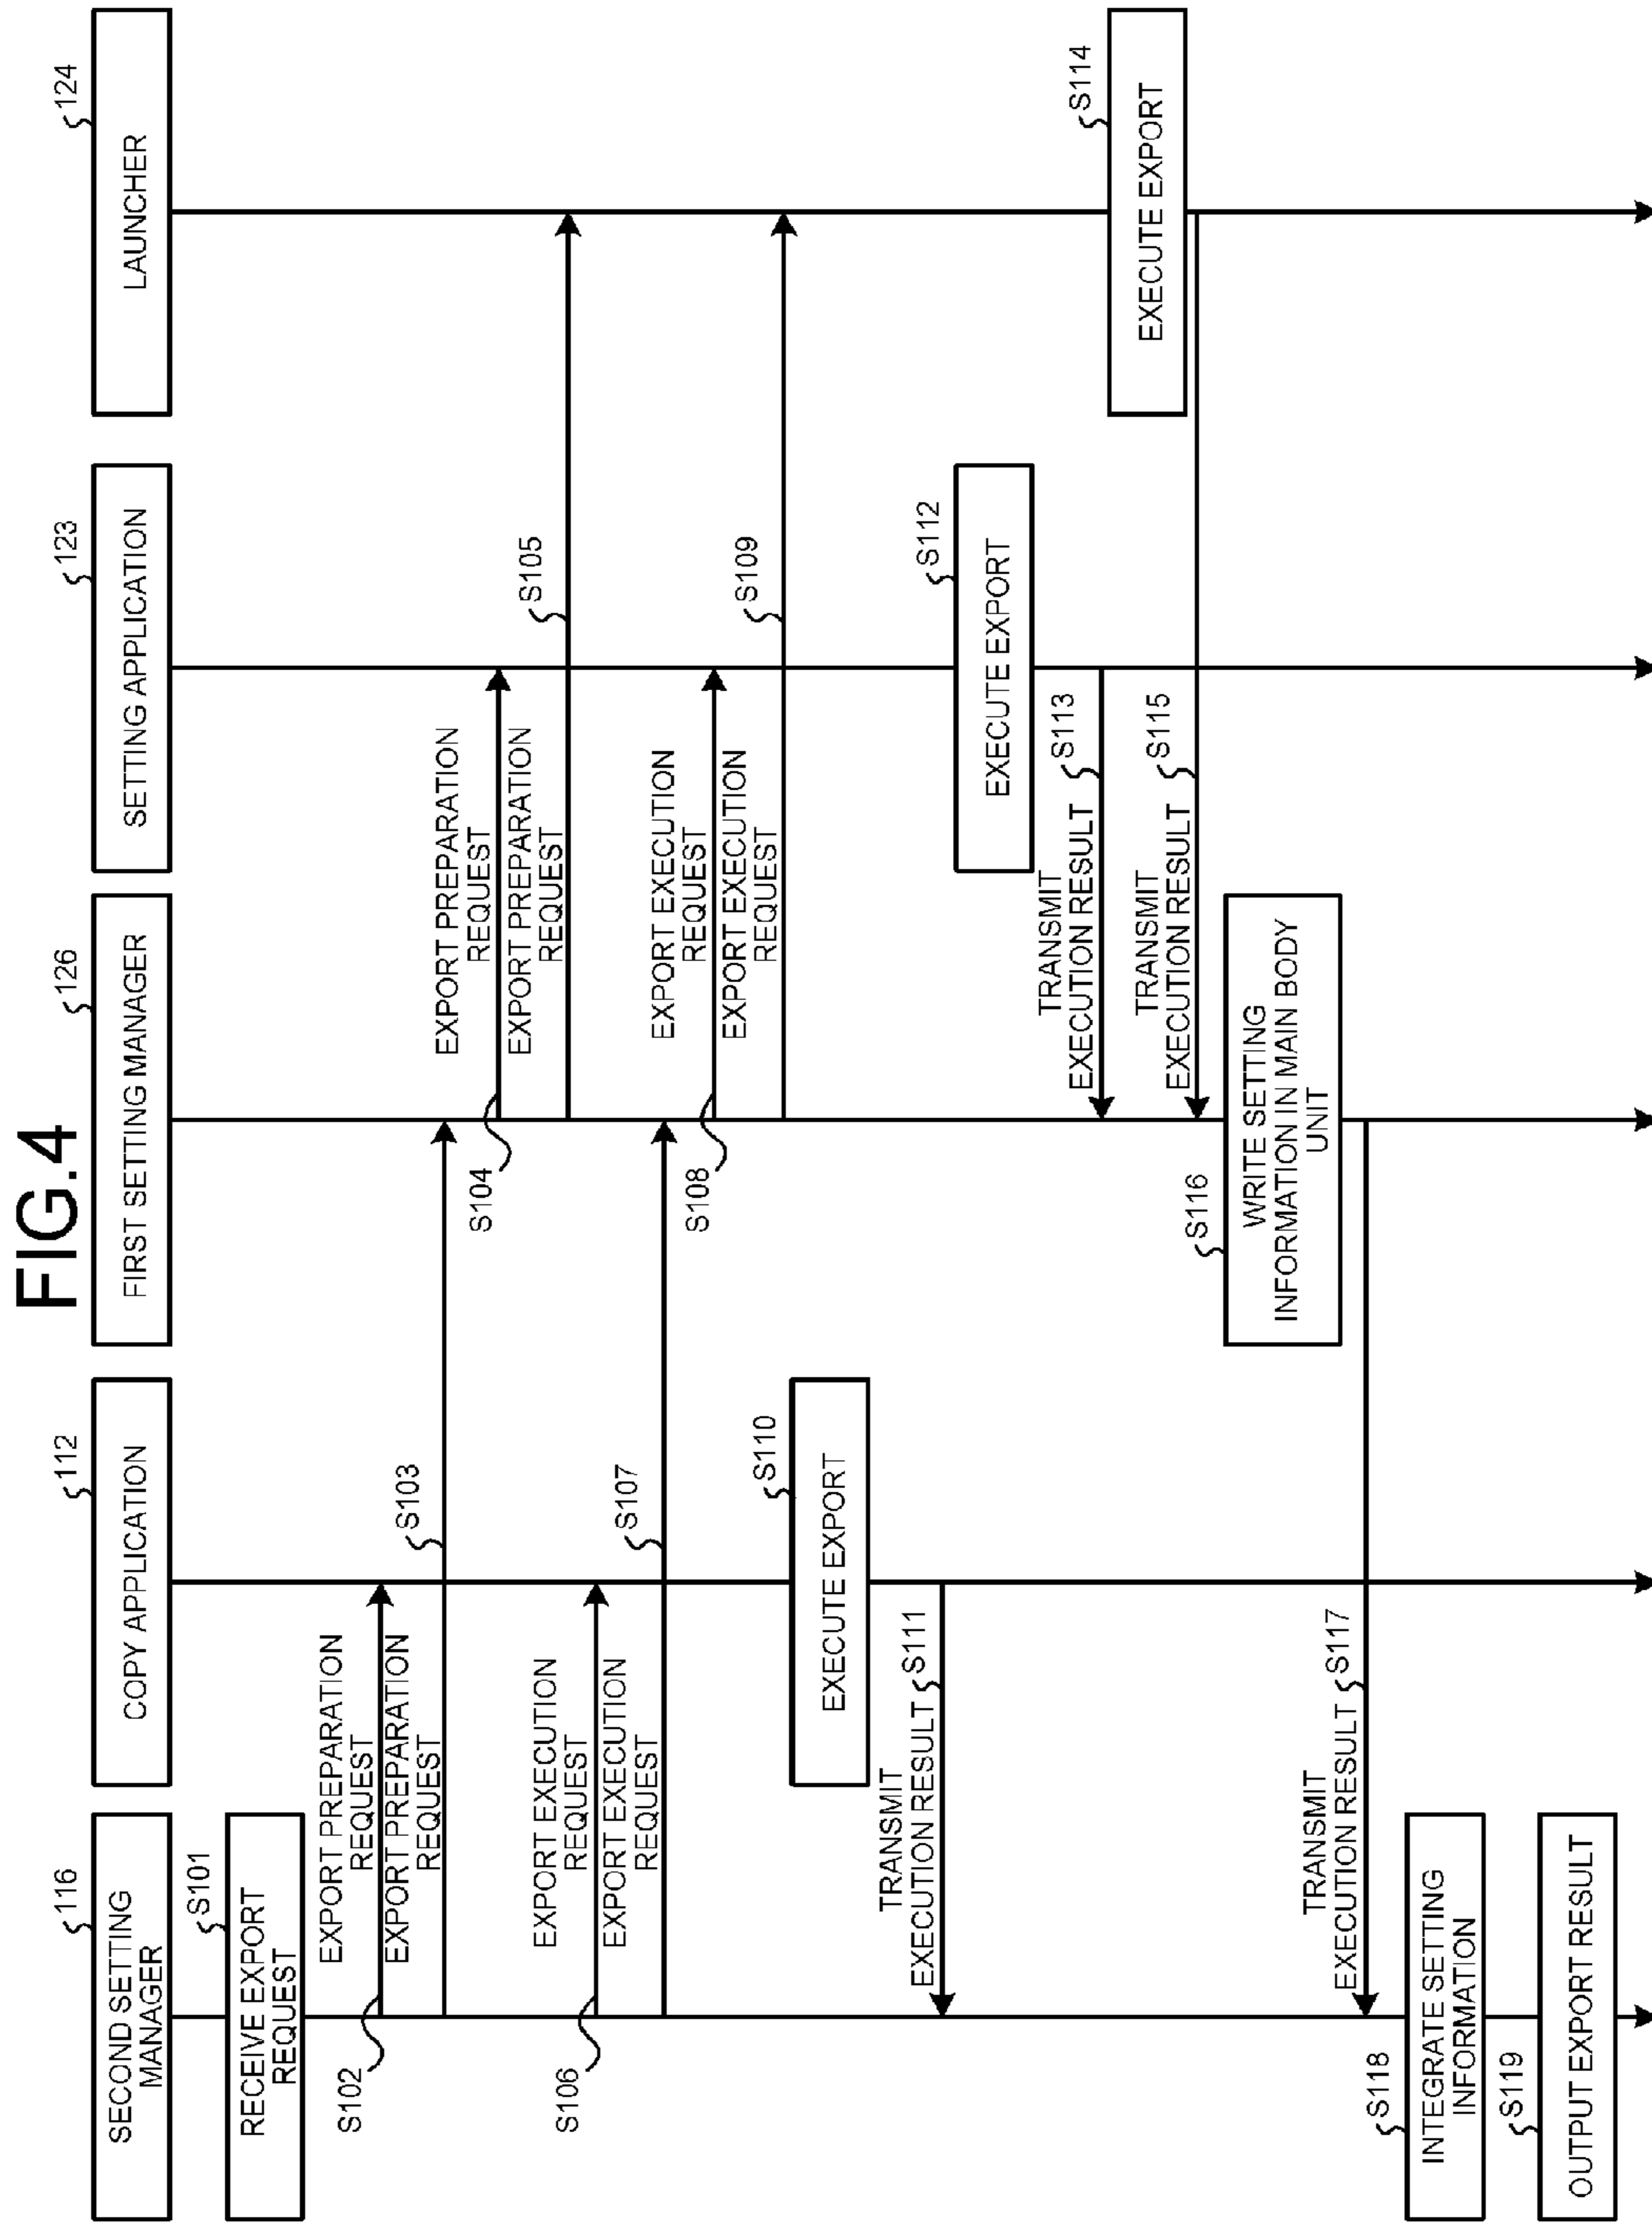 FIG.4
116
SECOND SETTING
MANAGER
112
COPY APPLICATION
126
FIRST SETTING MANAGER
123
SETTING APPLICATION
124
LAUNCHER
S101
RECEIVE EXPORT
REQUEST
EXPORT PREPARATION
REQUEST
S102
EXPORT PREPARATION
REQUEST
S103
EXPORT PREPARATION
REQUEST
S104
EXPORT PREPARATION
REQUEST
S105
EXPORT EXECUTION
REQUEST
S106
EXPORT EXECUTION
REQUEST
S107
EXPORT EXECUTION
REQUEST
S108
EXPORT EXECUTION
REQUEST
S109
S110
EXECUTE EXPORT
TRANSMIT
EXECUTION RESULT
S111
S112
EXECUTE EXPORT
TRANSMIT
EXECUTION RESULT
S113
S114
EXECUTE EXPORT
TRANSMIT
EXECUTION RESULT
S115
S116
WRITE SETTING
INFORMATION IN MAIN BODY
UNIT
TRANSMIT
EXECUTION RESULT
S117
S118
INTEGRATE SETTING
INFORMATION
S119
OUTPUT EXPORT RESULT